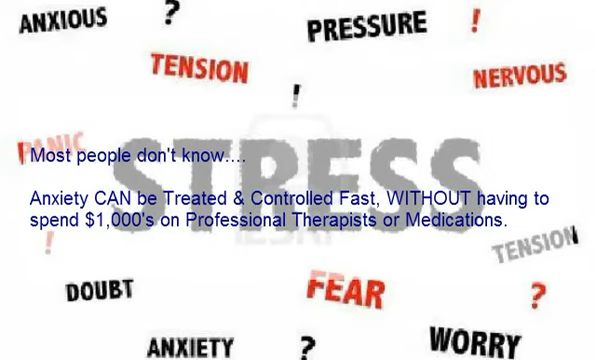 ANXIOUS ? PRESSURE !
TENSION NERVOUS
!
PANIC STRESS
Most people don't know....
Anxiety CAN be Treated & Controlled Fast, WITHOUT having to
spend $1,000's on Professional Therapists or Medications.
! TENSION
DOUBT FEAR ?
ANXIETY ? WORRY